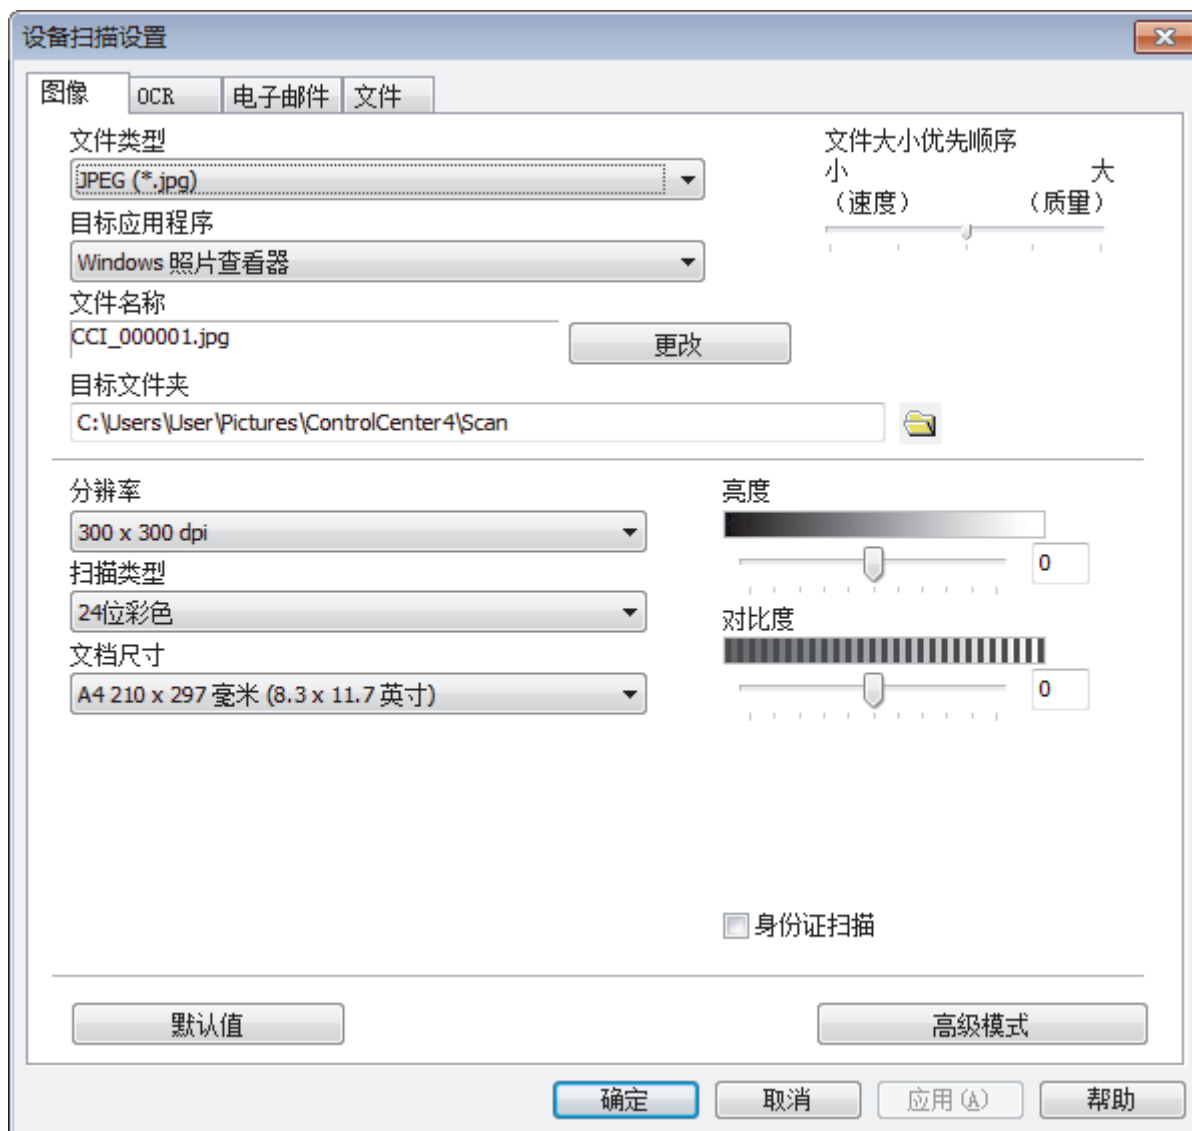 设备扫描设置
图像 OCR 电子邮件 文件
文件类型
JPEG (*.jpg)
目标应用程序
Windows 照片查看器
文件名称
CCI_000001.jpg
更改
目标文件夹
C:\Users\User\Pictures\ControlCenter4\Scan
文件大小优先顺序
小 大
(速度) (质量)
分辨率
300 x 300 dpi
扫描类型
24位彩色
文档尺寸
A4 210 x 297 毫米 (8.3 x 11.7 英寸)
亮度
0
对比度
0
身份证扫描
默认值 高级模式
确定 取消 应用(A) 帮助